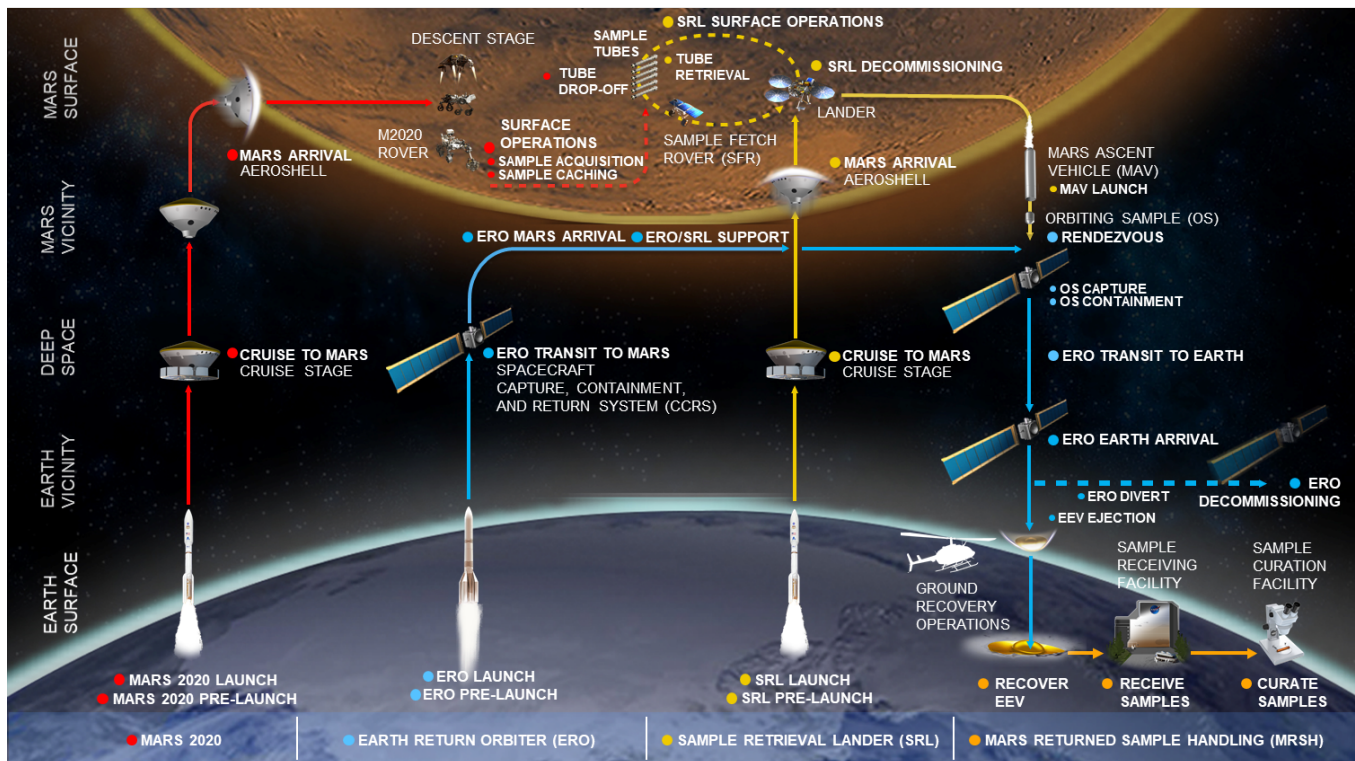 MARS SURFACE
MARS VICINITY
DEEP SPACE
EARTH VICINITY
EARTH SURFACE
DESCENT STAGE
M2020
ROVER
MARS ARRIVAL
AEROSHELL
TUBE
DROP-OFF
SAMPLE
TUBES
SURFACE
OPERATIONS
SAMPLE ACQUISITION
SAMPLE CACHING
SRL SURFACE OPERATIONS
TUBE
RETRIEVAL
SAMPLE FETCH
ROVER (SFR)
SRL DECOMMISSIONING
LANDER
MARS ARRIVAL
AEROSHELL
MARS ASCENT
VEHICLE (MAV)
MAV LAUNCH
ORBITING SAMPLE (OS)
RENDEZVOUS
ERO MARS ARRIVAL
ERO/SRL SUPPORT
OS CAPTURE
OS CONTAINMENT
CRUISE TO MARS
CRUISE STAGE
ERO TRANSIT TO MARS
SPACECRAFT
CAPTURE, CONTAINMENT,
AND RETURN SYSTEM (CCRS)
CRUISE TO MARS
CRUISE STAGE
ERO TRANSIT TO EARTH
ERO EARTH ARRIVAL
ERO DIVERT
ERO
DECOMMISSIONING
EEV EJECTION
GROUND
RECOVERY
OPERATIONS
SAMPLE
RECEIVING
FACILITY
SAMPLE
CURATION
FACILITY
MARS 2020 LAUNCH
MARS 2020 PRE-LAUNCH
ERO LAUNCH
ERO PRE-LAUNCH
SRL LAUNCH
SRL PRE-LAUNCH
RECOVER
EEV
RECEIVE
SAMPLES
CURATE
SAMPLES
MARS 2020
EARTH RETURN ORBITER (ERO)
SAMPLE RETRIEVAL LANDER (SRL)
MARS RETURNED SAMPLE HANDLING (MRSH)